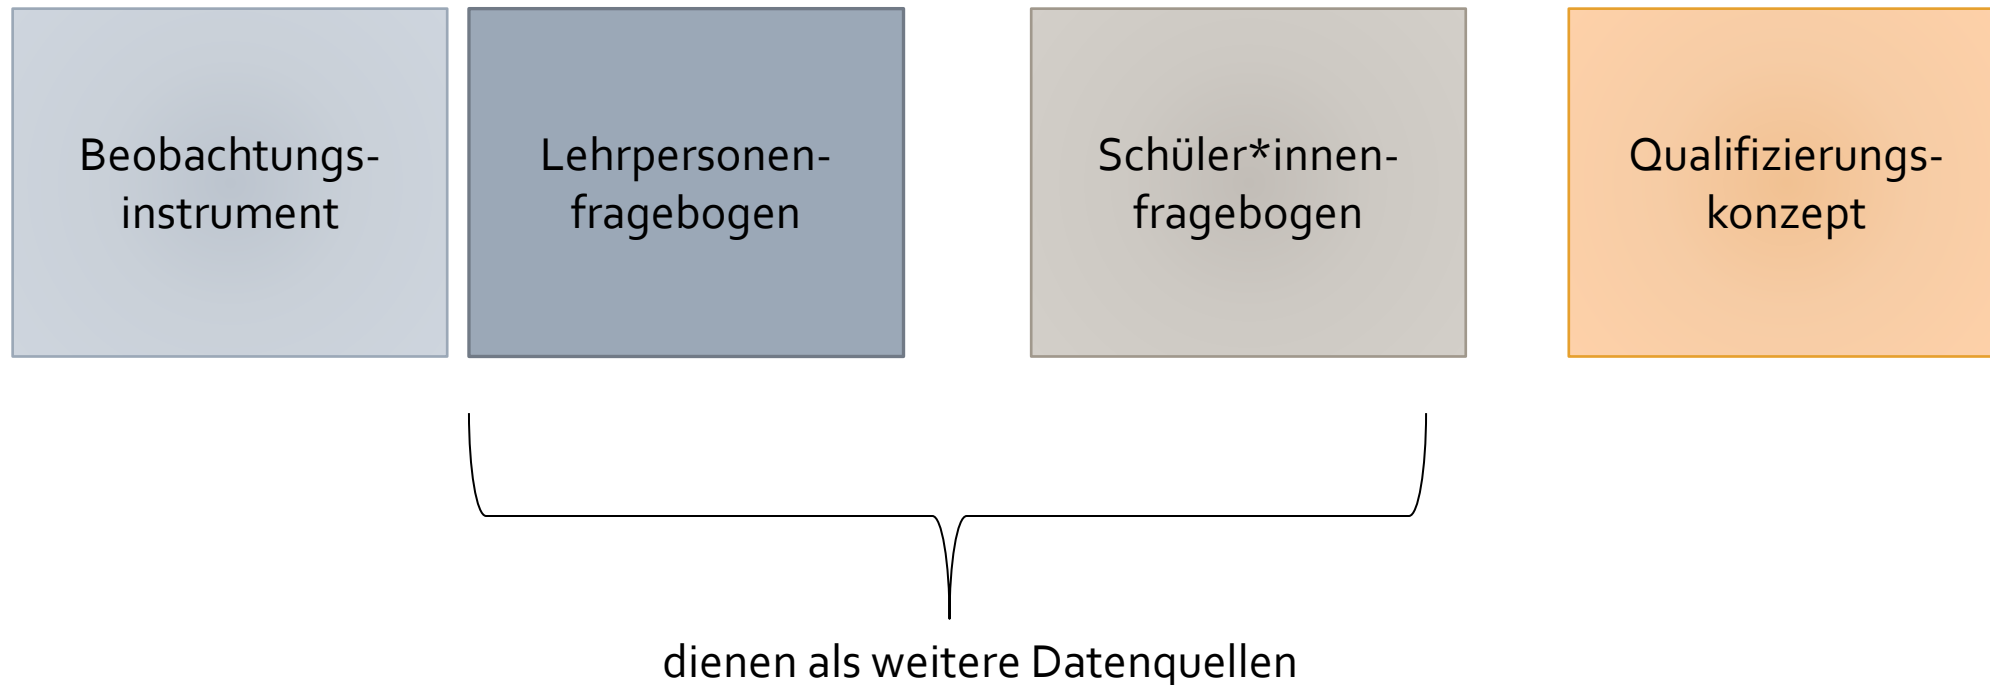 Beobachtungs-
instrument
Lehrpersonen-
fragebogen
Schüler*innen-
fragebogen
Qualifizierungs-
konzept
dienen als weitere Datenquellen